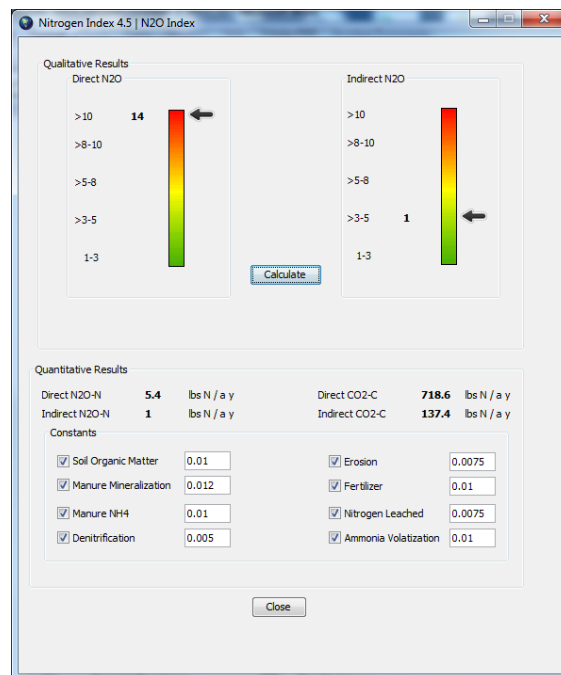 Nitrogen Index 4.5 | N2O Index
Qualitative Results
Direct N2O
>10 14
>8-10
>5-8
>3-5
1-3
Indirect N2O
>10
>8-10
>5-8
>3-5 1
1-3
Calculate
Quantitative Results
Direct N2O-N 5.4 lbs N / a y Direct CO2-C 718.6 lbs N / a y
Indirect N2O-N 1 lbs N / a y Indirect CO2-C 137.4 lbs N / a y
Constants
Soil Organic Matter 0.01 Erosion 0.0075
Manure Mineralization 0.012 Fertilizer 0.01
Manure NH4 0.01 Nitrogen Leached 0.0075
Denitrification 0.005 Ammonia Volatization 0.01
Close